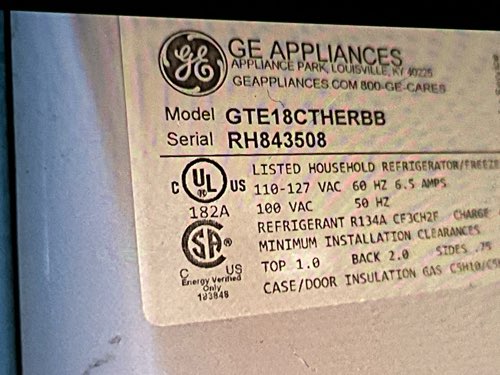 GE
GE APPLIANCES
APPLIANCE PARK, LOUISVILLE, KY 40225
GEAPPLIANCES.COM 800-GE-CARES
Model GTE18CTHERBB
Serial RH843508
C UL US
182A
LISTED HOUSEHOLD REFRIGERATOR/FREEZE
110-127 VAC 60 HZ 6.5 AMPS
100 VAC 50 HZ
REFRIGERANT R134A CF3CH2F CHARGE
MINIMUM INSTALLATION CLEARANCES
TOP 1.0 BACK 2.0 SIDES .75
CASE/DOOR INSULATION GAS C5H10/C5H
SA®
C US
Energy Verified
Only